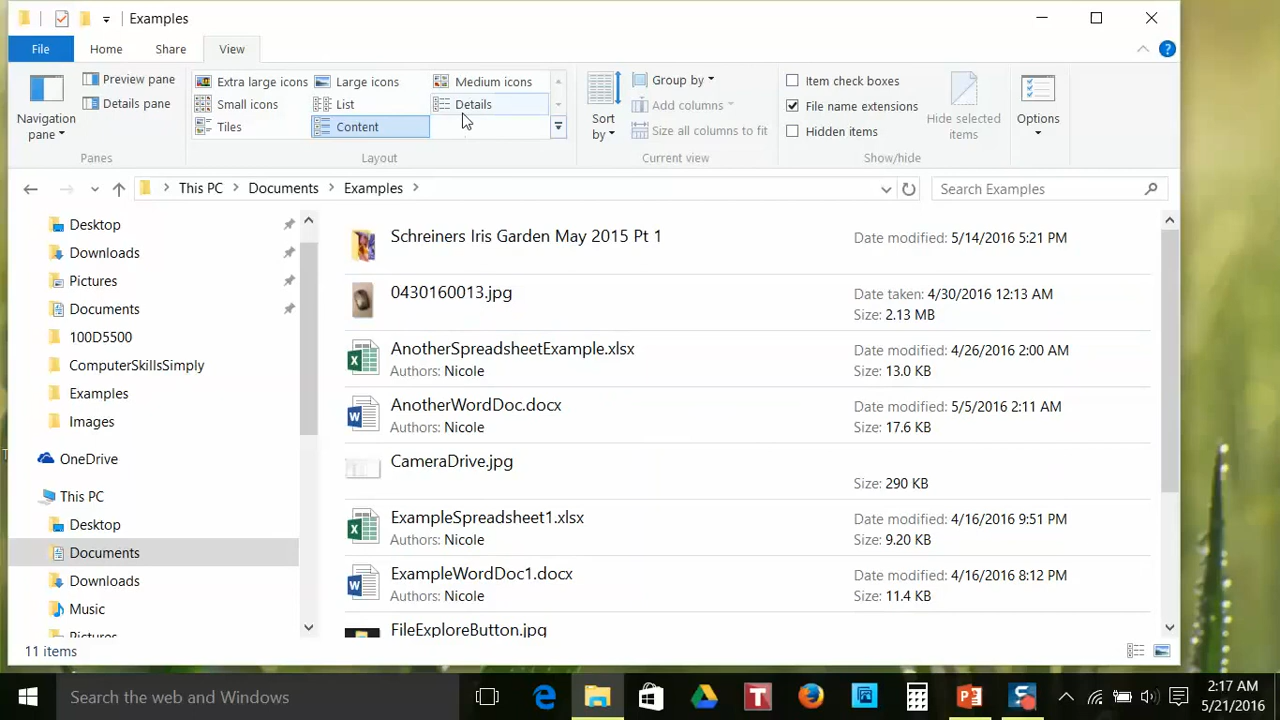 Examples
File Home Share View
Navigation pane
Preview pane
Details pane
Panes
Extra large icons Large icons Medium icons
Small icons List Details
Tiles Content
Layout
Sort by
Group by
Add columns
Size all columns to fit
Current view
Item check boxes
File name extensions
Hidden items
Hide selected items
Show/hide
Options
This PC Documents Examples
Search Examples
Desktop
Downloads
Pictures
Documents
100D5500
ComputerSkillsSimply
Examples
Images
OneDrive
This PC
Desktop
Documents
Downloads
Music
Pictures
Schreiners Iris Garden May 2015 Pt 1 Date modified: 5/14/2016 5:21 PM
0430160013.jpg Date taken: 4/30/2016 12:13 AM
Size: 2.13 MB
AnotherSpreadsheetExample.xlsx Date modified: 4/26/2016 2:00 AM
Authors: Nicole Size: 13.0 KB
AnotherWordDoc.docx Date modified: 5/5/2016 2:11 AM
Authors: Nicole Size: 17.6 KB
CameraDrive.jpg
Size: 290 KB
ExampleSpreadsheet1.xlsx Date modified: 4/16/2016 9:51 PM
Authors: Nicole Size: 9.20 KB
ExampleWordDoc1.docx Date modified: 4/16/2016 8:12 PM
Authors: Nicole Size: 11.4 KB
FileExploreButton.jpg
11 items
Search the web and Windows
2:17 AM
5/21/2016